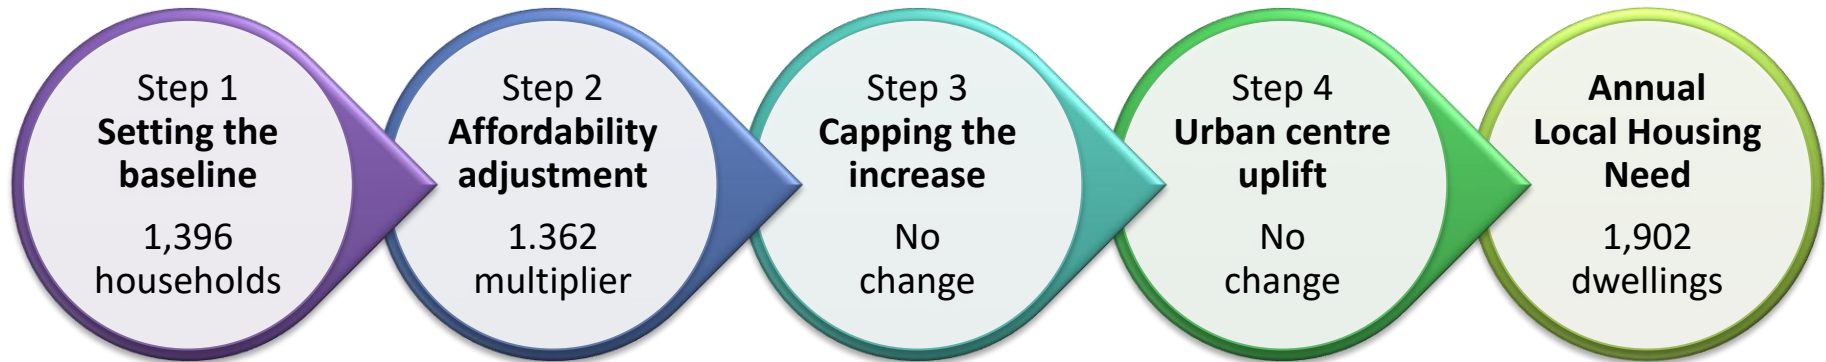 Step 1
Setting the
baseline
1,396
households
Step 2
Affordability
adjustment
1.362
multiplier
Step 3
Capping the
increase
No
change
Step 4
Urban centre
uplift
No
change
Annual
Local Housing
Need
1,902
dwellings